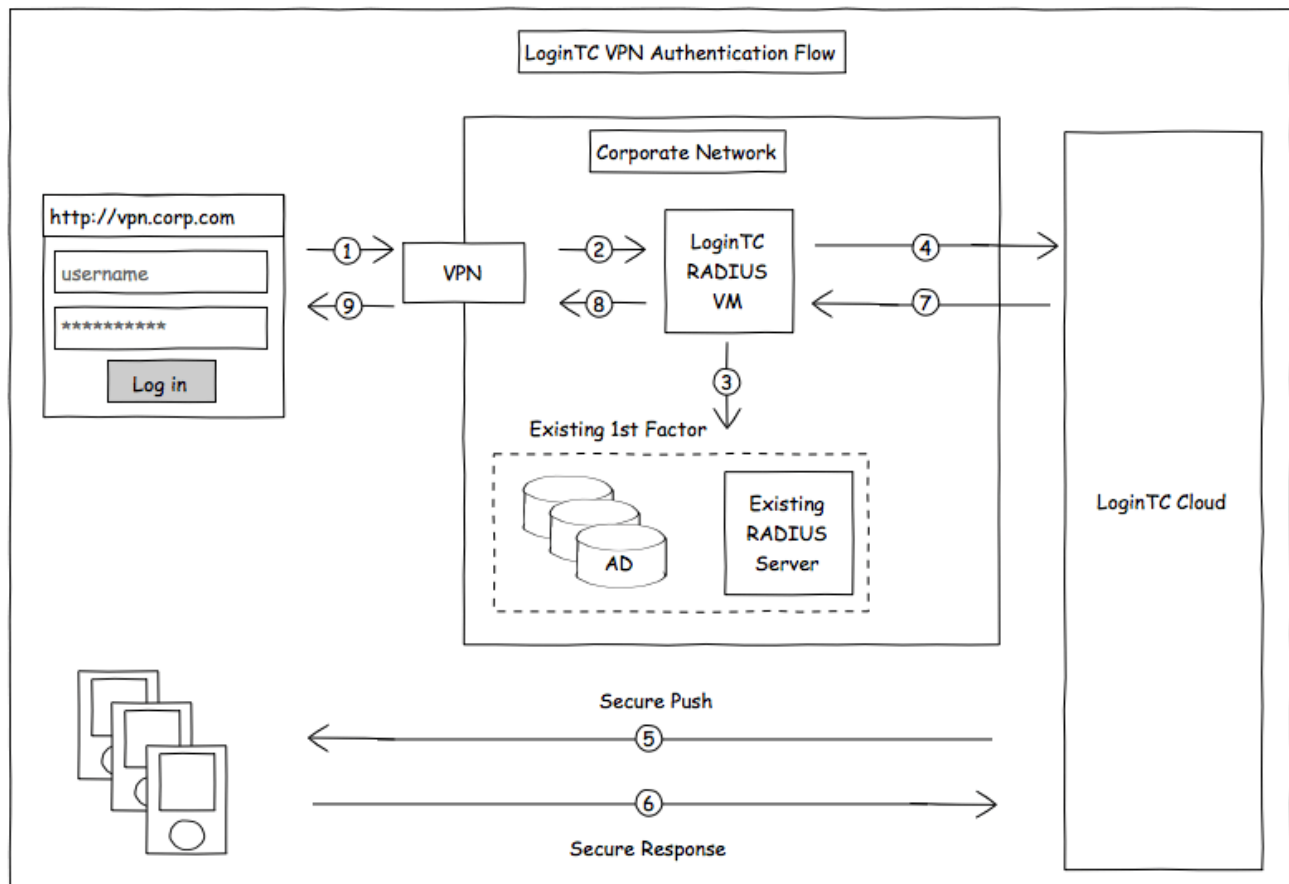 LoginTC VPN Authentication Flow
Corporate Network
http://vpn.corp.com
username
**********
Log in
1
9
VPN
2
8
LoginTC
RADIUS
VM
4
7
3
Existing 1st Factor
AD
Existing
RADIUS
Server
LoginTC Cloud
Secure Push
5
6
Secure Response